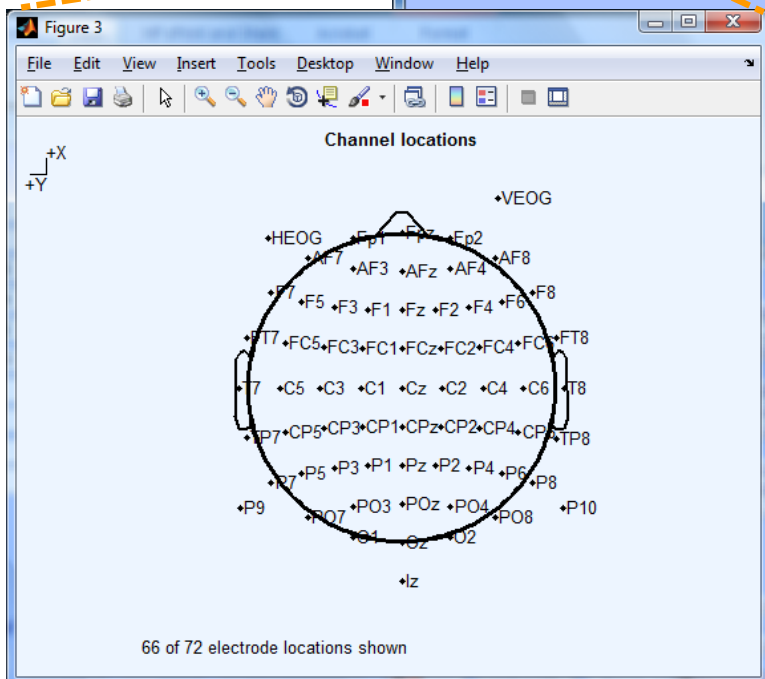 Figure 3
File Edit View Insert Tools Desktop Window Help
Channel locations
+X
+Y
VEOG
HEOG Fp1 Fpz Fp2
AF7 AF8
AF3 AFz AF4
F7 F5 F3 F1 Fz F2 F4 F6 F8
FT7 FC5 FC3 FC1 FCz FC2 FC4 FC6 FT8
T7 C5 C3 C1 Cz C2 C4 C6 T8
TP7 CP5 CP3 CP1 CPz CP2 CP4 TP8
P7 P5 P3 P1 Pz P2 P4 P6 P8
P9 PO7 PO3 POz PO4 PO8 P10
O1 Oz O2
Iz
66 of 72 electrode locations shown